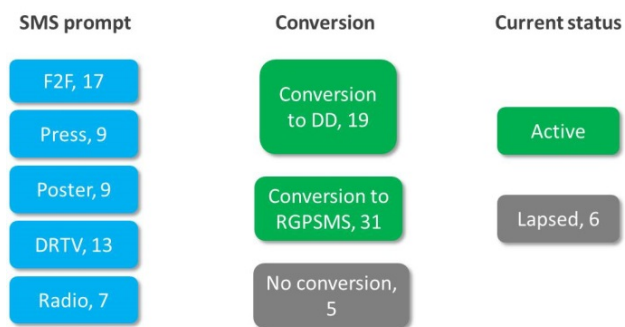 SMS prompt
Conversion
Current status
F2F, 17
Press, 9
Poster, 9
DRTV, 13
Radio, 7
Conversion
to DD, 19
Conversion to
RGPSMS, 31
No conversion,
5
Active
Lapsed, 6